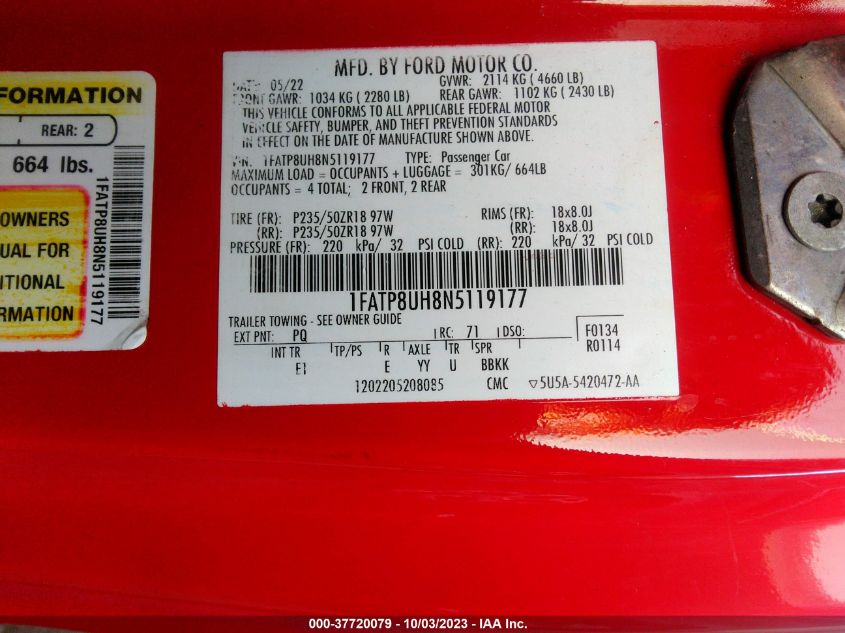 FORMATION
REAR: 2
664 lbs.
OWNERS
UAL FOR
ITIONAL
RMATION
1FATP8UH8N5119177
MFD. BY FORD MOTOR CO.
DATE: 05/22 GVWR: 2114 KG ( 4660 LB)
FRONT GAWR: 1034 KG ( 2280 LB) REAR GAWR: 1102 KG ( 2430 LB)
THIS VEHICLE CONFORMS TO ALL APPLICABLE FEDERAL MOTOR
VEHICLE SAFETY, BUMPER, AND THEFT PREVENTION STANDARDS
IN EFFECT ON THE DATE OF MANUFACTURE SHOWN ABOVE.
VIN: 1FATP8UH8N5119177 TYPE: Passenger Car
MAXIMUM LOAD = OCCUPANTS + LUGGAGE = 301KG/ 664LB
OCCUPANTS = 4 TOTAL; 2 FRONT, 2 REAR
TIRE (FR): P235/50ZR18 97W RIMS (FR): 18x8.0J
(RR): P235/50ZR18 97W (RR): 18x8.0J
PRESSURE (FR): 220 kPa/ 32 PSI COLD (RR): 220 kPa/ 32 PSI COLD
1FATP8UH8N5119177
TRAILER TOWING - SEE OWNER GUIDE
EXT PNT: PQ RC: 71 DSO: F0134
INT TR TP/PS R AXLE TR SPR R0114
EI E YY U BBKK
1202205208085 CMC ▽5U5A-5420472-AA
000-37720079 - 10/03/2023 - IAA Inc.